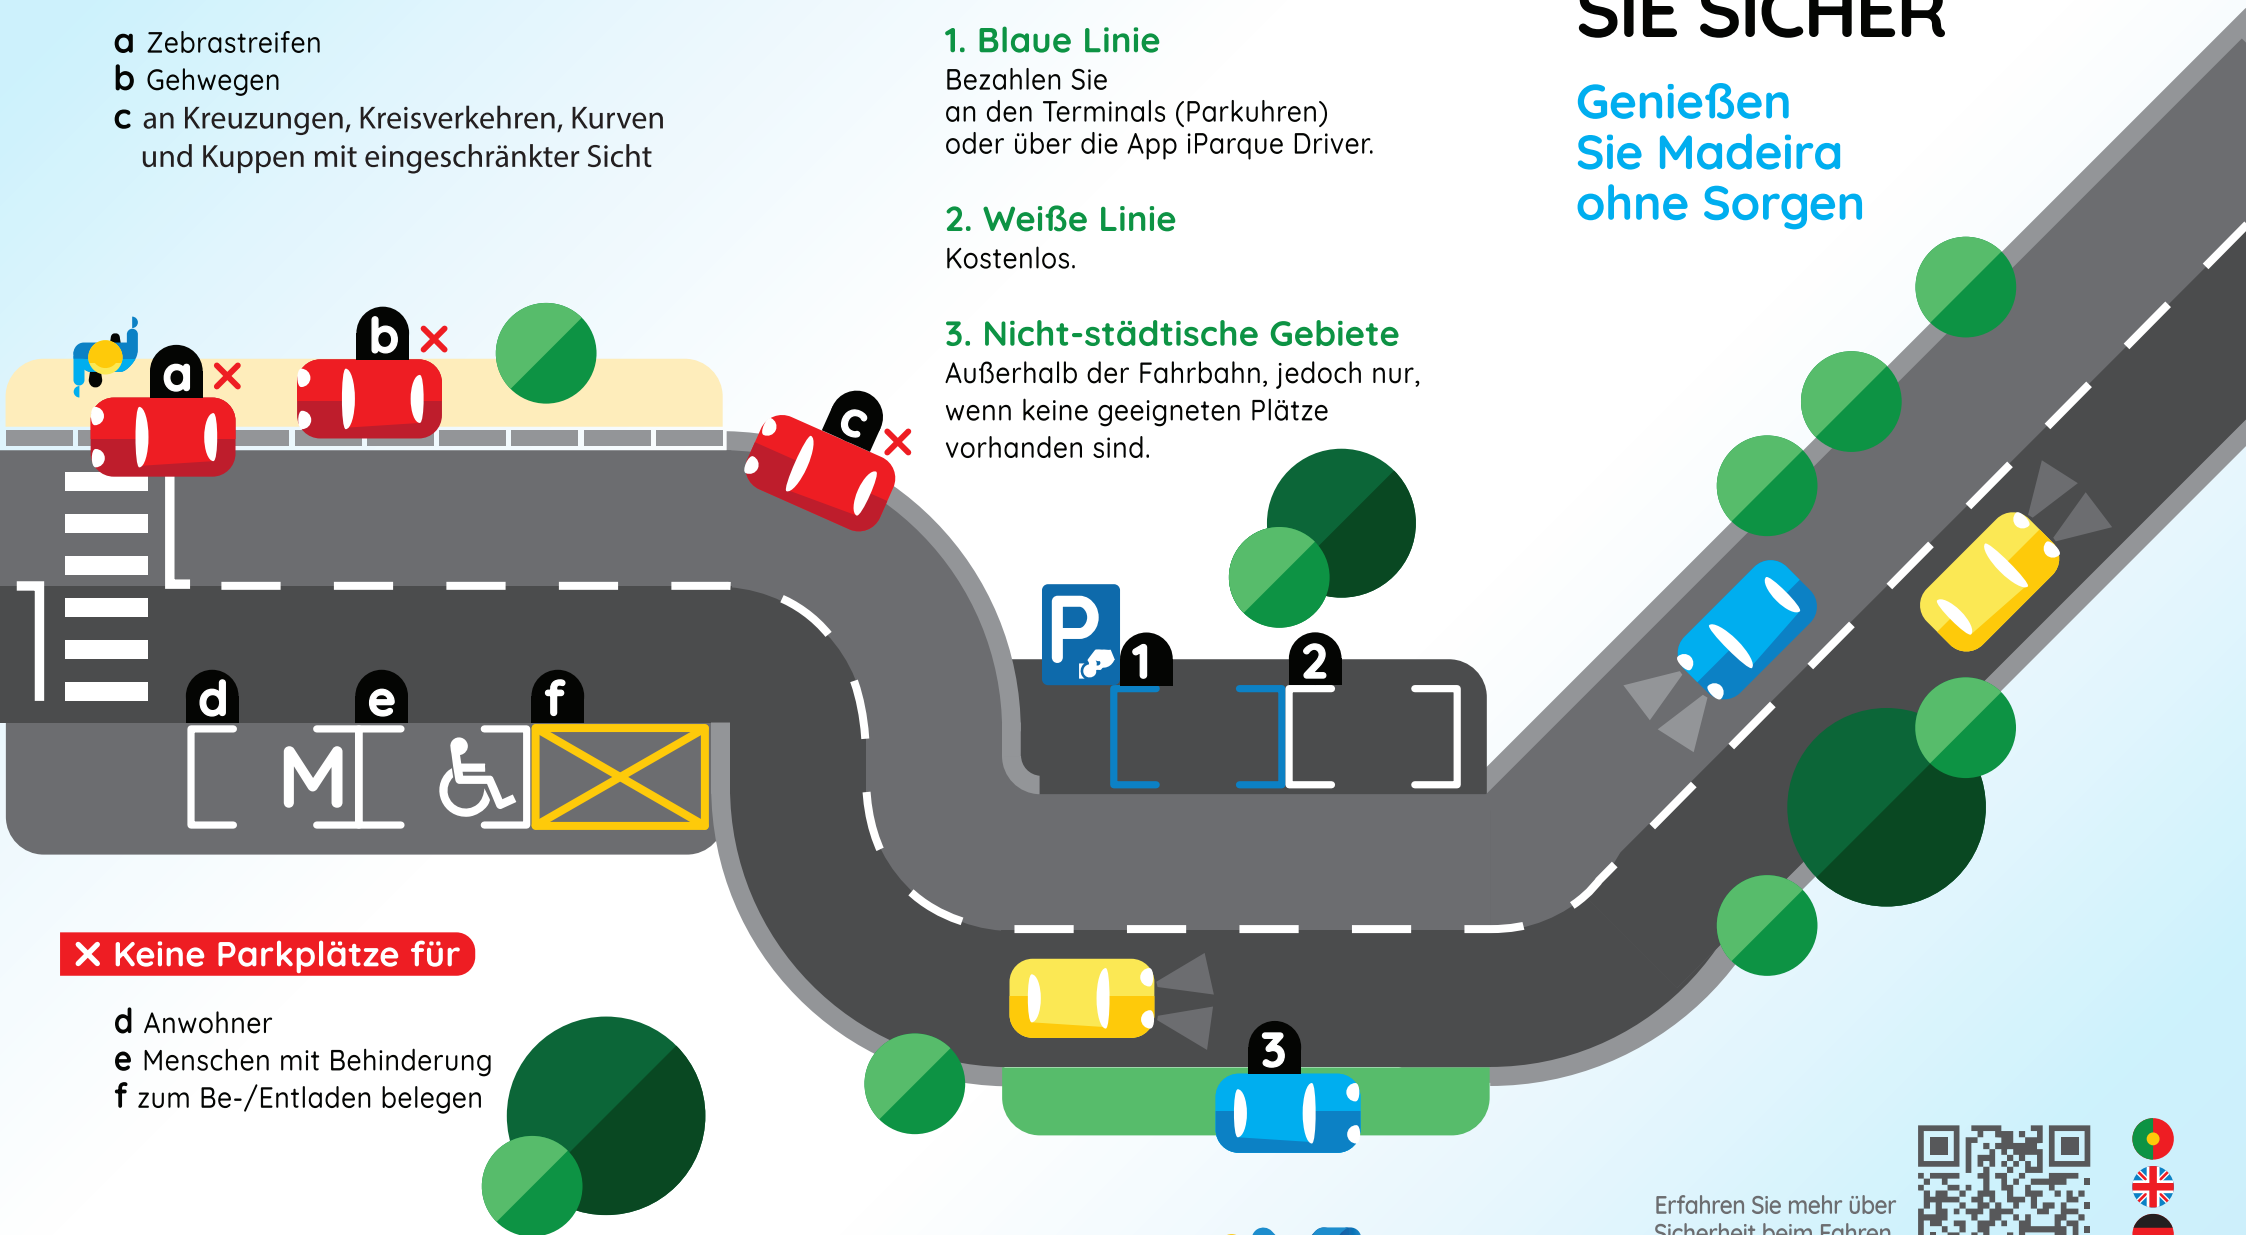 a Zebrastreifen
b Gehwegen
c an Kreuzungen, Kreisverkehren, Kurven
und Kuppen mit eingeschränkter Sicht
1. Blaue Linie
Bezahlen Sie
an den Terminals (Parkuhren)
oder über die App iParque Driver.
2. Weiße Linie
Kostenlos.
3. Nicht-städtische Gebiete
Außerhalb der Fahrbahn, jedoch nur,
wenn keine geeigneten Plätze
vorhanden sind.
SIE SICHER
Genießen
Sie Madeira
ohne Sorgen
a
b
c
P
1
2
d
e
f
M
3
Keine Parkplätze für
d Anwohner
e Menschen mit Behinderung
f zum Be-/Entladen belegen
Erfahren Sie mehr über
Sicherheit beim Fahren